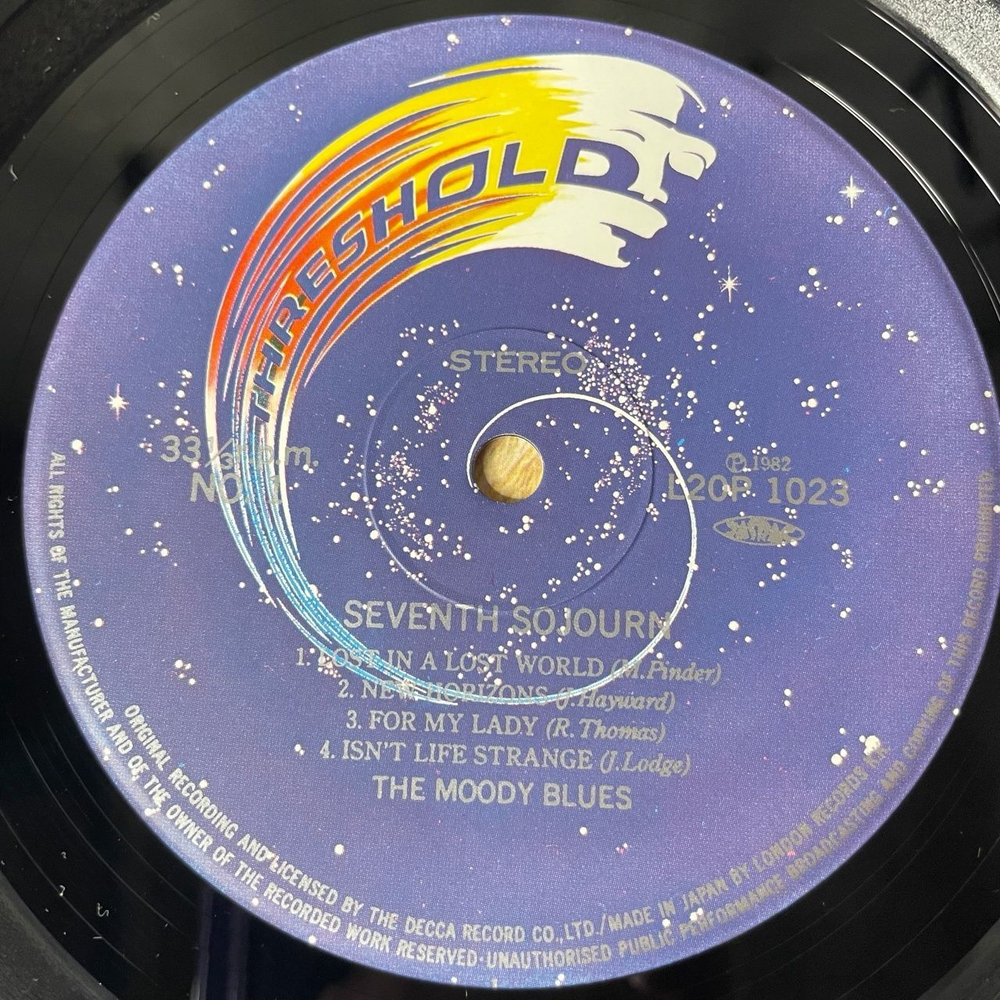 THRESHOLD
STEREO
33 1/3 r.p.m.
NO. 1
Ⓟ 1982
L20P 1023
SEVENTH SOJOURN
1. LOST IN A LOST WORLD (M.Pinder)
2. NEW HORIZONS (J.Hayward)
3. FOR MY LADY (R.Thomas)
4. ISN'T LIFE STRANGE (J.Lodge)
THE MOODY BLUES
ORIGINAL RECORDING AND LICENSED BY THE DECCA RECORD CO., LTD./MADE IN JAPAN BY LONDON RECORDS K.K.
ALL RIGHTS OF THE MANUFACTURER AND OF THE OWNER OF THE RECORDED WORK RESERVED·UNAUTHORISED PUBLIC PERFORMANCE BROADCASTING AND COPYING OF THIS RECORD PROHIBITED